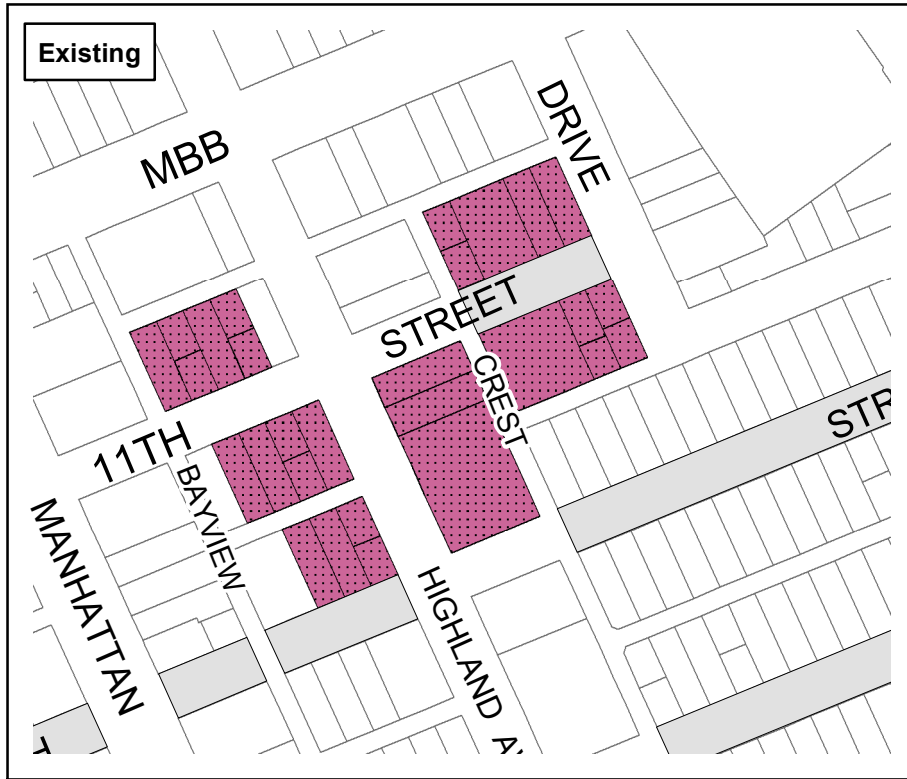 Existing
MBB
DRIVE
STREET
CREST
11TH
BAYVIEW
MANHATTAN
HIGHLAND